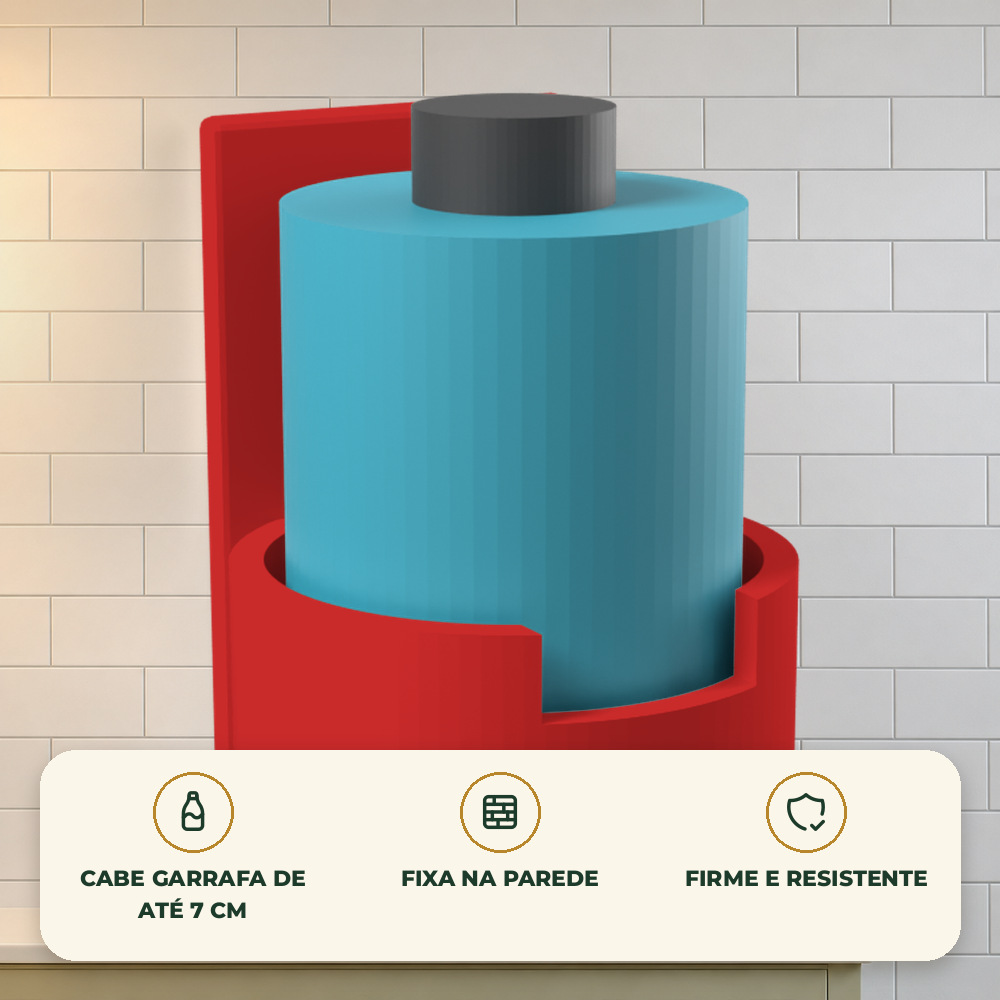 CABE GARRAFA DE
ATÉ 7 CM
FIXA NA PAREDE
FIRME E RESISTENTE